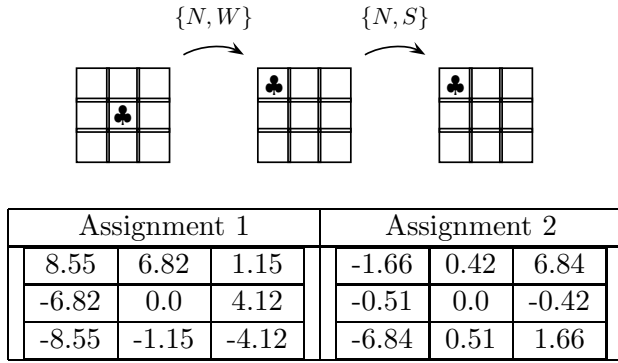 {N, W} {N, S}
♣ ♣ ♣
Assignment 1 Assignment 2
8.55 6.82 1.15 -1.66 0.42 6.84
-6.82 0.0 4.12 -0.51 0.0 -0.42
-8.55 -1.15 -4.12 -6.84 0.51 1.66